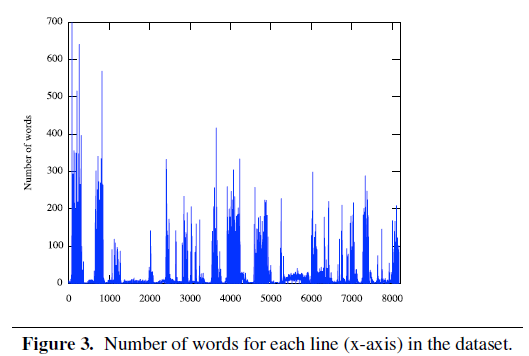 700
600
500
400
300
200
100
0
Number of words
0 1000 2000 3000 4000 5000 6000 7000 8000
Figure 3. Number of words for each line (x-axis) in the dataset.